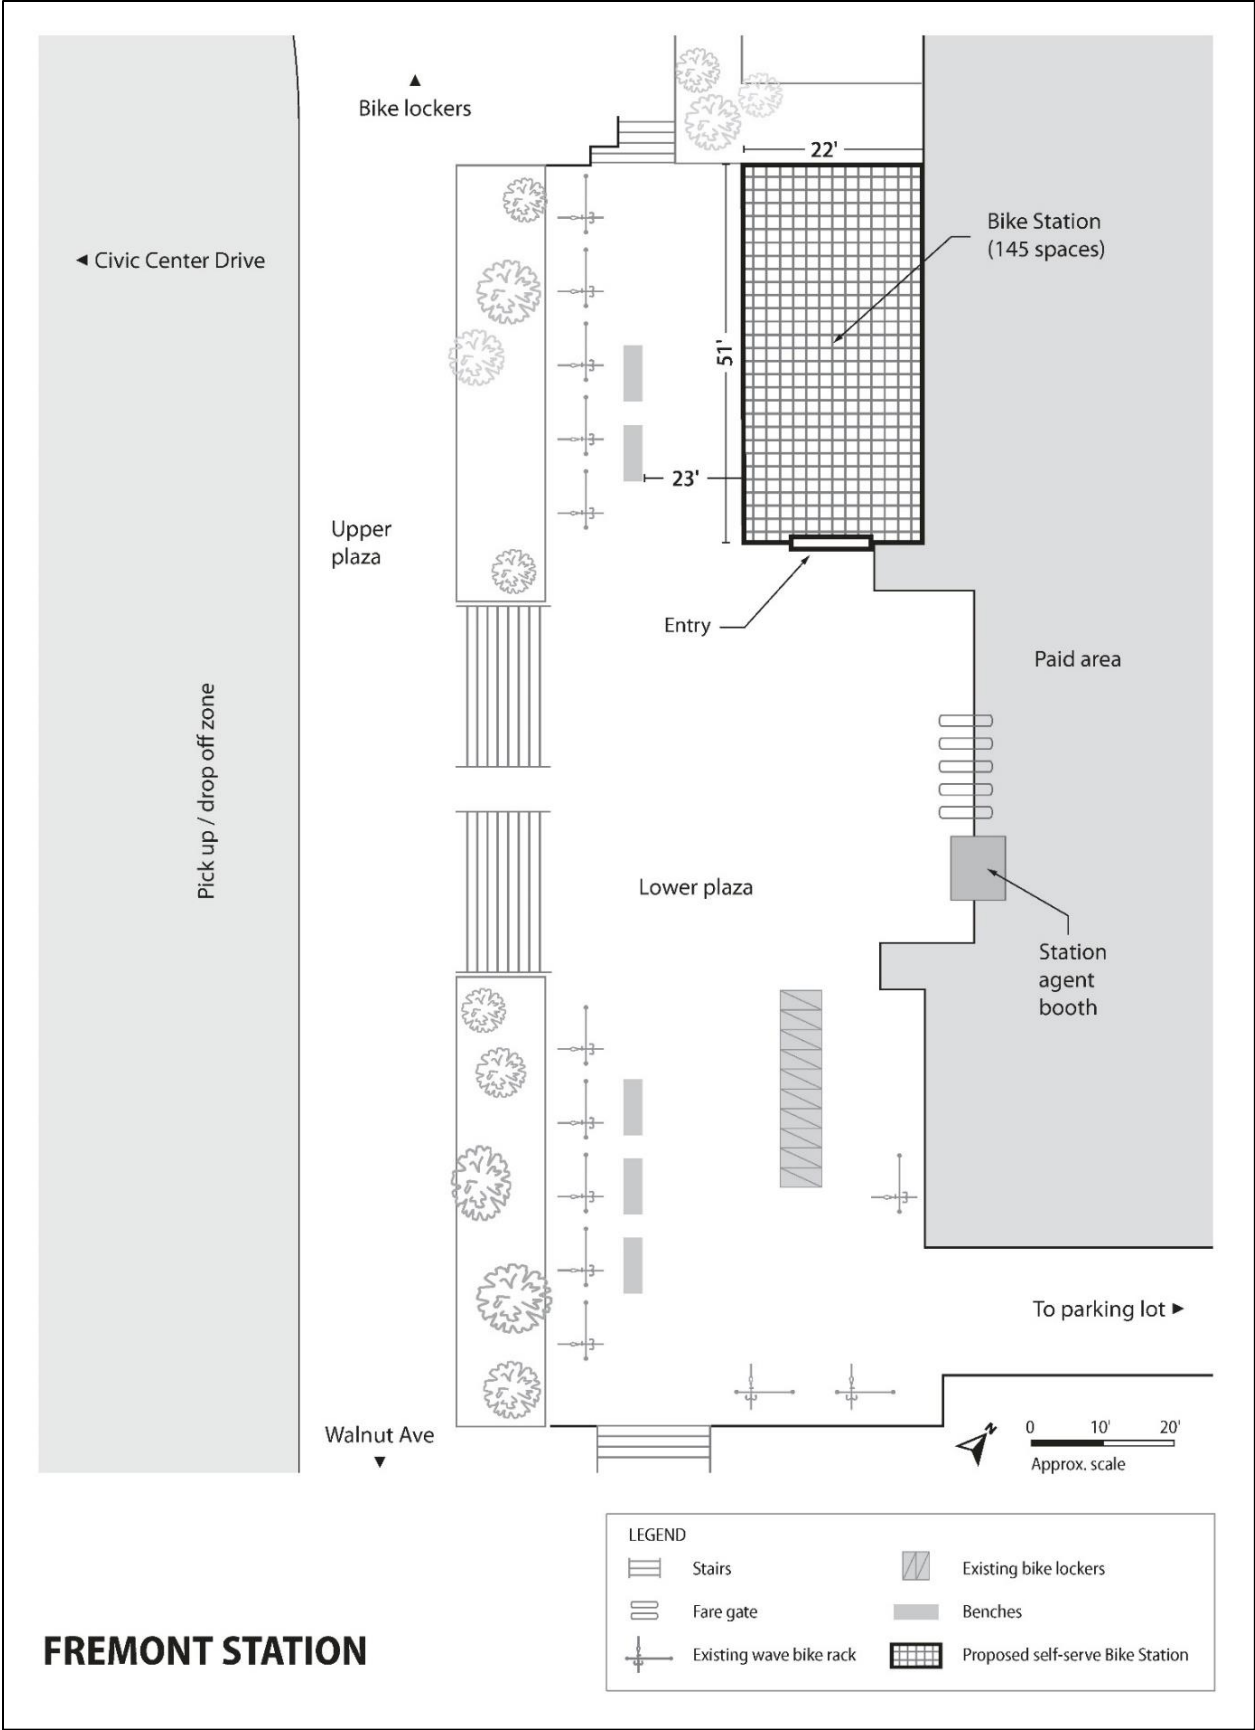 ▲
Bike lockers
22'
◄ Civic Center Drive
Bike Station
(145 spaces)
51'
23'
Upper
plaza
Entry
Paid area
Pick up / drop off zone
Lower plaza
Station
agent
booth
To parking lot ►
Walnut Ave
▼
N
0 10' 20'
Approx. scale
LEGEND
Stairs
Existing bike lockers
Fare gate
Benches
Existing wave bike rack
Proposed self-serve Bike Station
FREMONT STATION